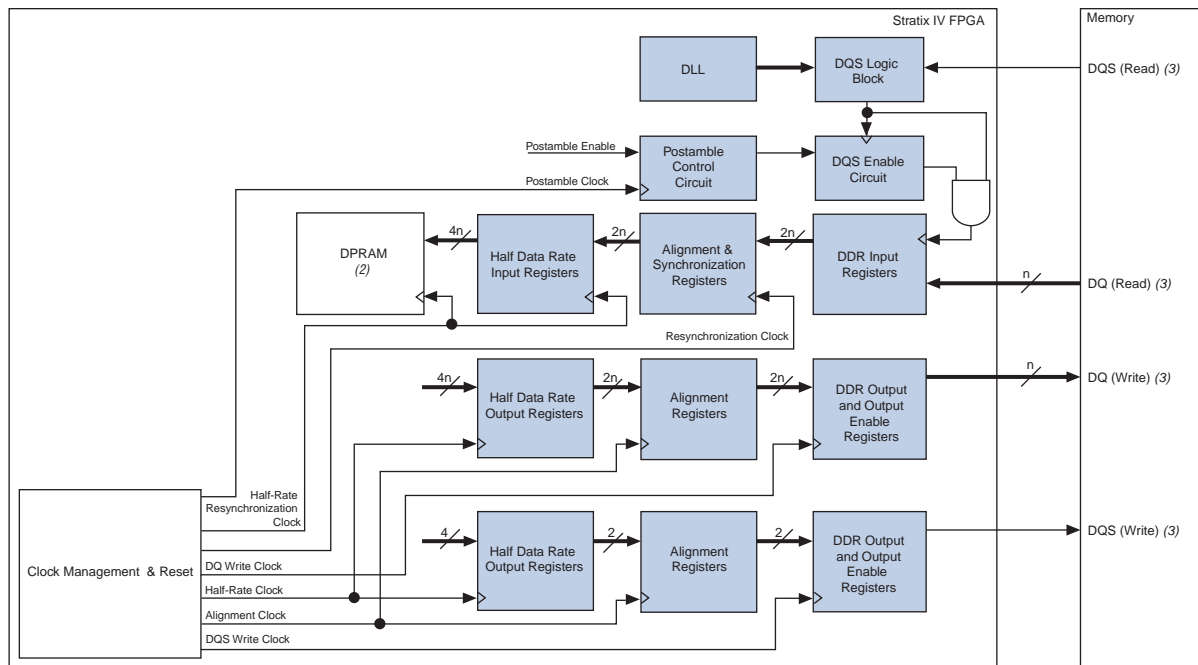 Stratix IV FPGA
Memory
DLL
DQS Logic
Block
DQS (Read) (3)
Postamble Enable
Postamble Clock
Postamble
Control
Circuit
DQS Enable
Circuit
DPRAM
(2)
4n
Half Data Rate
Input Registers
2n
Alignment &
Synchronization
Registers
2n
DDR Input
Registers
n
DQ (Read) (3)
Resynchronization Clock
4n
Half Data Rate
Output Registers
2n
Alignment
Registers
2n
DDR Output
and Output
Enable
Registers
n
DQ (Write) (3)
Clock Management & Reset
Half-Rate
Resynchronization
Clock
DQ Write Clock
Half-Rate Clock
Alignment Clock
DQS Write Clock
4
Half Data Rate
Output Registers
2
Alignment
Registers
2
DDR Output
and Output
Enable
Registers
DQS (Write) (3)